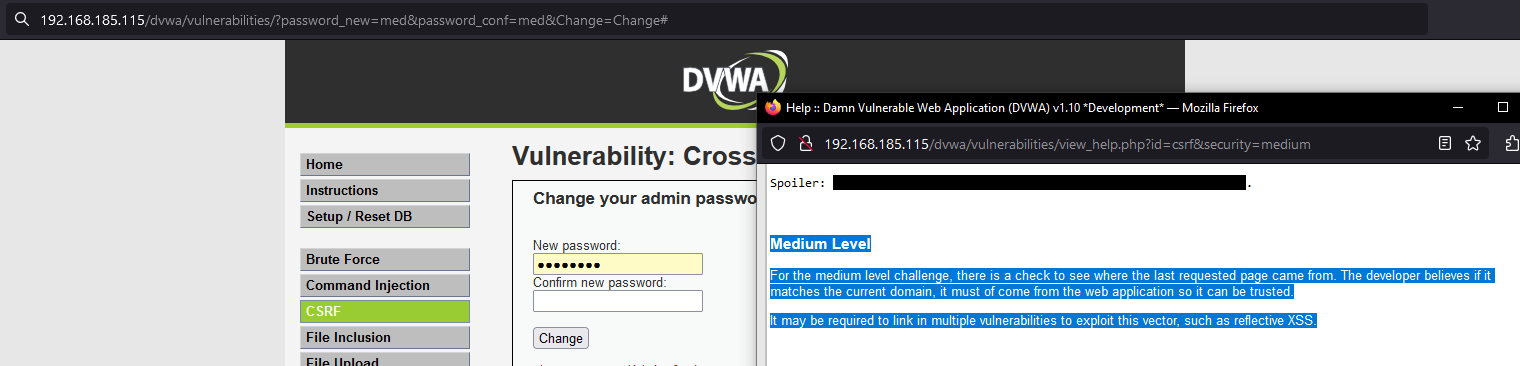 192.168.185.115/dvwa/vulnerabilities/?password_new=med&password_conf=med&Change=Change#
DVWA
Help :: Damn Vulnerable Web Application (DVWA) v1.10 *Development* — Mozilla Firefox
192.168.185.115/dvwa/vulnerabilities/view_help.php?id=csrf&security=medium
Home
Instructions
Setup / Reset DB
Brute Force
Command Injection
CSRF
File Inclusion
File Upload
Vulnerability: Cross
Change your admin passwo
New password:
Confirm new password:
Change
Spoiler: .
Medium Level
For the medium level challenge, there is a check to see where the last requested page came from. The developer believes if it
matches the current domain, it must of come from the web application so it can be trusted.
It may be required to link in multiple vulnerabilities to exploit this vector, such as reflective XSS.